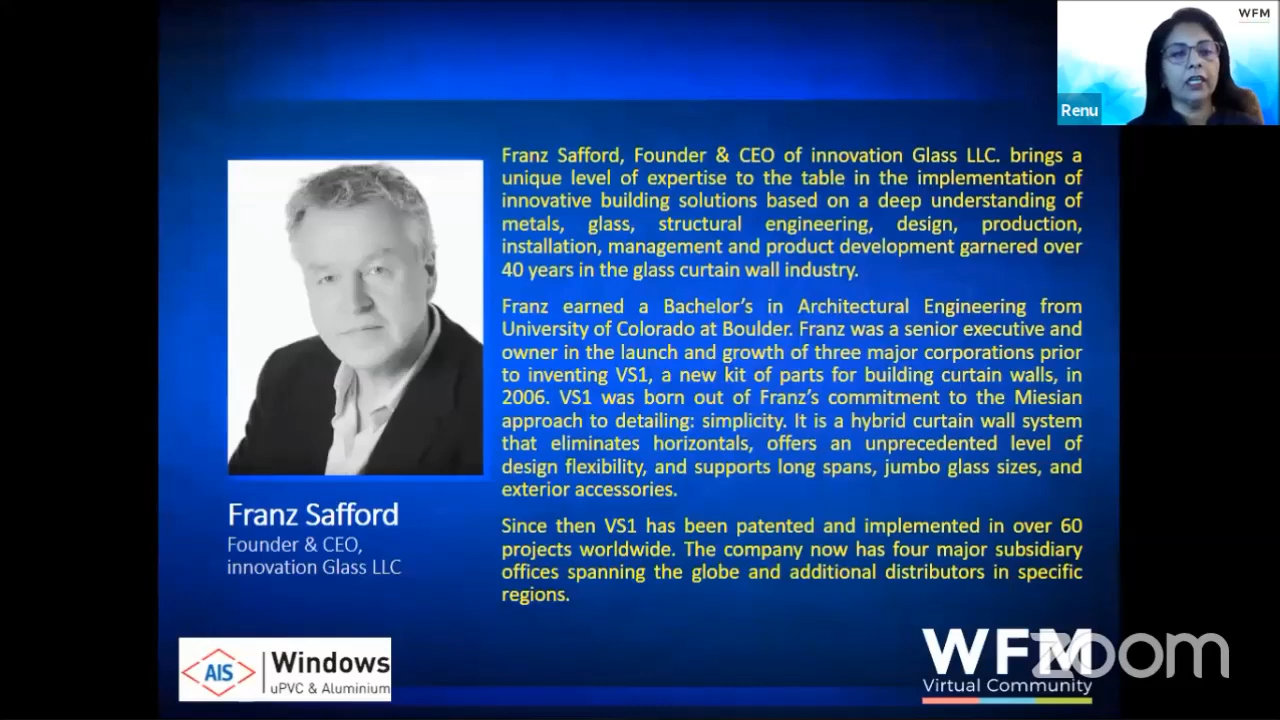 WFM
Renu
Franz Safford, Founder & CEO of innovation Glass LLC. brings a
unique level of expertise to the table in the implementation of
innovative building solutions based on a deep understanding of
metals, glass, structural engineering, design, production,
installation, management and product development garnered over
40 years in the glass curtain wall industry.
Franz earned a Bachelor's in Architectural Engineering from
University of Colorado at Boulder. Franz was a senior executive and
owner in the launch and growth of three major corporations prior
to inventing VS1, a new kit of parts for building curtain walls, in
2006. VS1 was born out of Franz's commitment to the Miesian
approach to detailing: simplicity. It is a hybrid curtain wall system
that eliminates horizontals, offers an unprecedented level of
design flexibility, and supports long spans, jumbo glass sizes, and
exterior accessories.
Since then VS1 has been patented and implemented in over 60
projects worldwide. The company now has four major subsidiary
offices spanning the globe and additional distributors in specific
regions.
Franz Safford
Founder & CEO,
innovation Glass LLC
AIS Windows
uPVC & Aluminium
WFM
Virtual Community
zoom